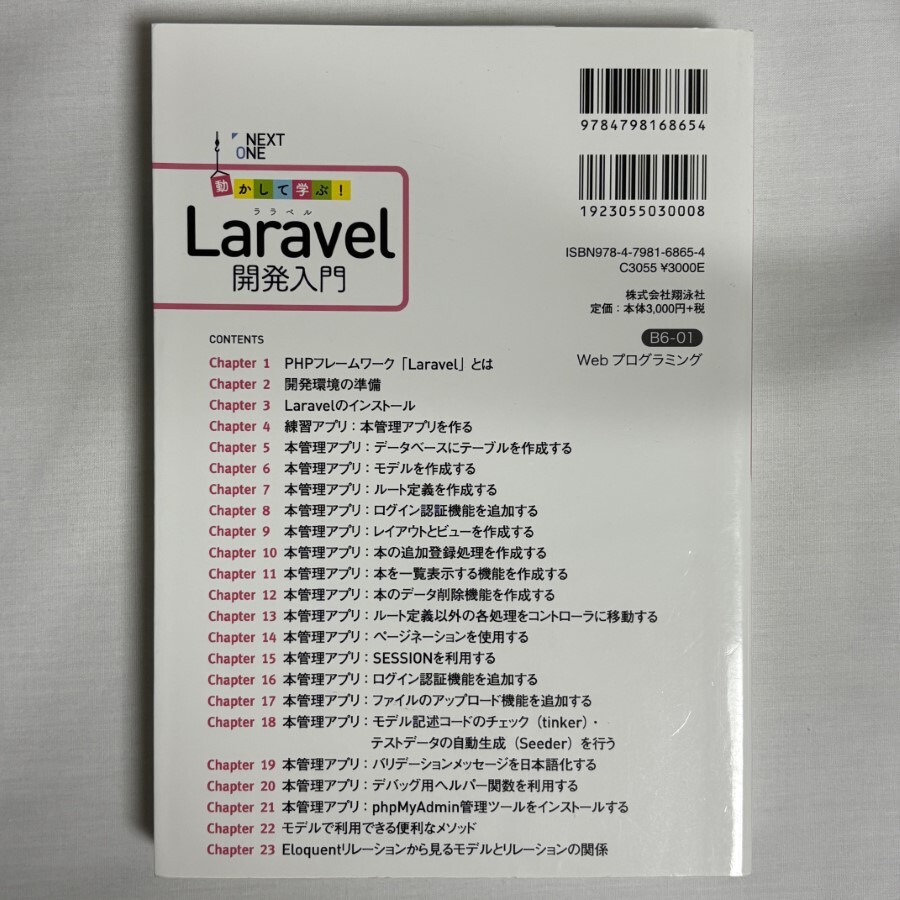 9784798168654
1923055030008
ISBN978-4-7981-6865-4
C3055 ¥3000E
株式会社翔泳社
定価：本体3,000円+税
B6-01
Web プログラミング
NEXT
ONE
動かして学ぶ！
ララベル
Laravel
開発入門
CONTENTS
Chapter 1 PHPフレームワーク「Laravel」とは
Chapter 2 開発環境の準備
Chapter 3 Laravelのインストール
Chapter 4 練習アプリ：本管理アプリを作る
Chapter 5 本管理アプリ：データベースにテーブルを作成する
Chapter 6 本管理アプリ：モデルを作成する
Chapter 7 本管理アプリ：ルート定義を作成する
Chapter 8 本管理アプリ：ログイン認証機能を追加する
Chapter 9 本管理アプリ：レイアウトとビューを作成する
Chapter 10 本管理アプリ：本の追加登録処理を作成する
Chapter 11 本管理アプリ：本を一覧表示する機能を作成する
Chapter 12 本管理アプリ：本のデータ削除機能を作成する
Chapter 13 本管理アプリ：ルート定義以外の各処理をコントローラに移動する
Chapter 14 本管理アプリ：ページネーションを使用する
Chapter 15 本管理アプリ：SESSIONを利用する
Chapter 16 本管理アプリ：ログイン認証機能を追加する
Chapter 17 本管理アプリ：ファイルのアップロード機能を追加する
Chapter 18 本管理アプリ：モデル記述コードのチェック（tinker）・
テストデータの自動生成（Seeder）を行う
Chapter 19 本管理アプリ：バリデーションメッセージを日本語化する
Chapter 20 本管理アプリ：デバッグ用ヘルパー関数を利用する
Chapter 21 本管理アプリ：phpMyAdmin管理ツールをインストールする
Chapter 22 モデルで利用できる便利なメソッド
Chapter 23 Eloquentリレーションから見るモデルとリレーションの関係